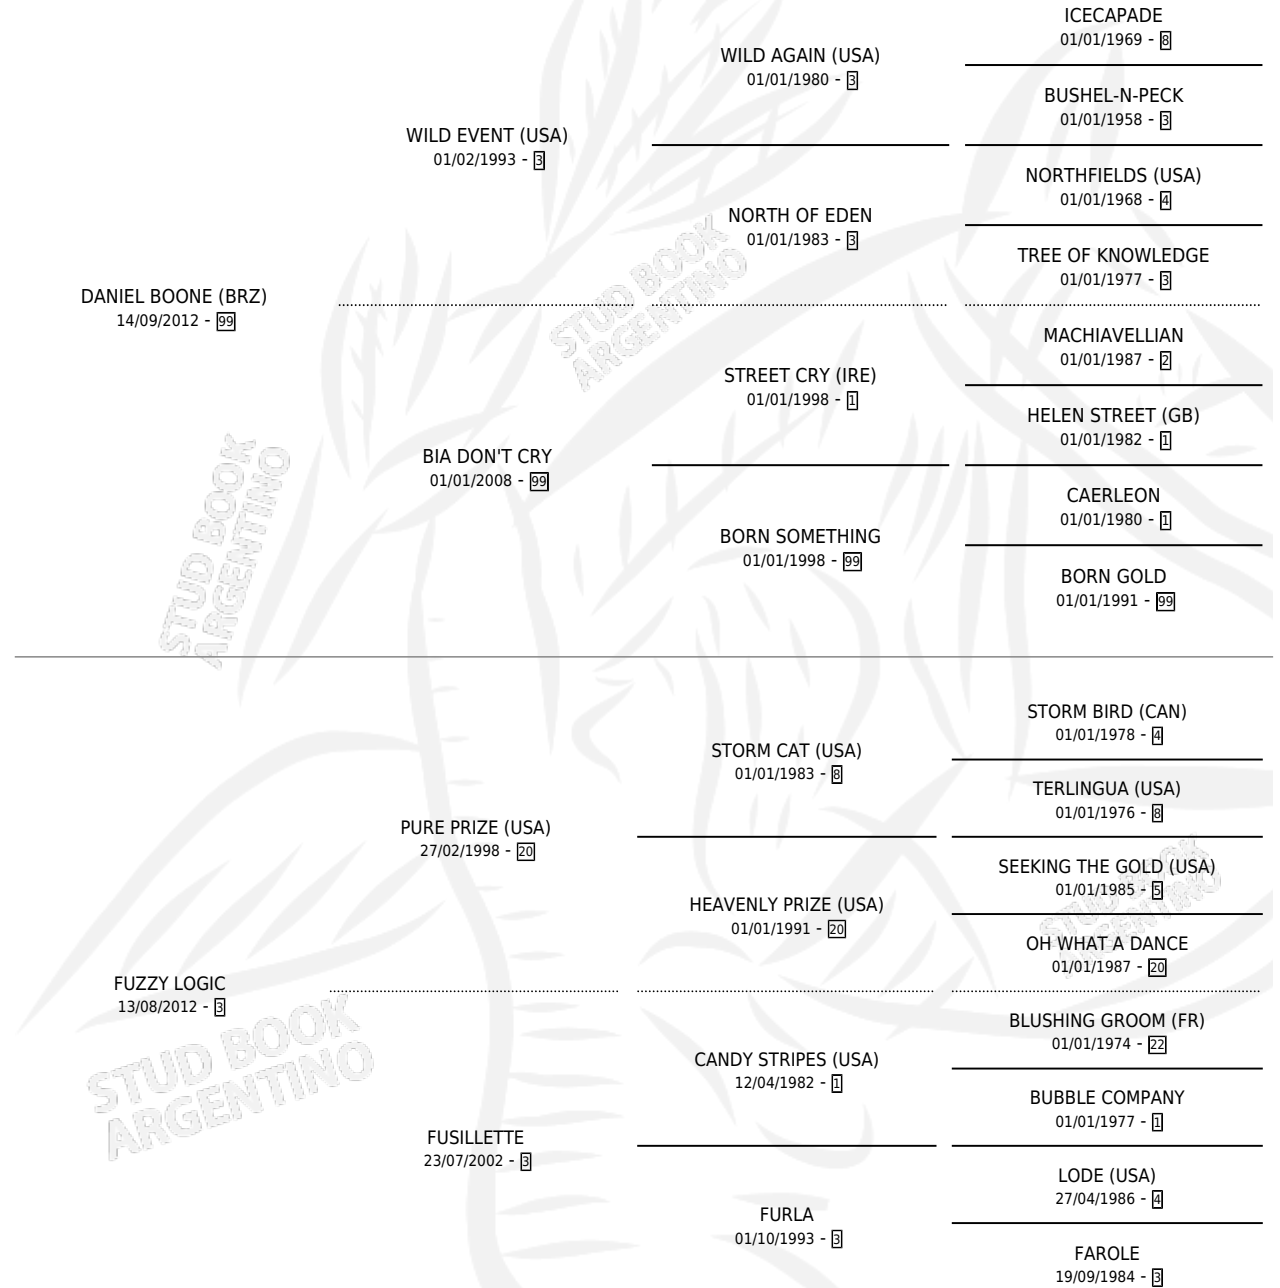 ICECAPADE
01/01/1969 - 8
WILD AGAIN (USA)
01/01/1980 - 3
BUSHEL-N-PECK
01/01/1958 - 3
WILD EVENT (USA)
01/02/1993 - 3
NORTHFIELDS (USA)
01/01/1968 - 4
NORTH OF EDEN
01/01/1983 - 3
TREE OF KNOWLEDGE
01/01/1977 - 3
DANIEL BOONE (BRZ)
14/09/2012 - 99
MACHIAVELLIAN
01/01/1987 - 2
STREET CRY (IRE)
01/01/1998 - 1
HELEN STREET (GB)
01/01/1982 - 1
BIA DON'T CRY
01/01/2008 - 99
CAERLEON
01/01/1980 - 1
BORN SOMETHING
01/01/1998 - 99
BORN GOLD
01/01/1991 - 99
STORM BIRD (CAN)
01/01/1978 - 4
STORM CAT (USA)
01/01/1983 - 8
TERLINGUA (USA)
01/01/1976 - 8
PURE PRIZE (USA)
27/02/1998 - 20
SEEKING THE GOLD (USA)
01/01/1985 - 5
HEAVENLY PRIZE (USA)
01/01/1991 - 20
OH WHAT A DANCE
01/01/1987 - 20
FUZZY LOGIC
13/08/2012 - 3
BLUSHING GROOM (FR)
01/01/1974 - 22
CANDY STRIPES (USA)
12/04/1982 - 1
BUBBLE COMPANY
01/01/1977 - 1
FUSILLETTE
23/07/2002 - 3
LODE (USA)
27/04/1986 - 4
FURLA
01/10/1993 - 3
FAROLE
19/09/1984 - 3
STUD BOOK
ARGENTINO
STUD BOOK
ARGENTINO
STUD BOOK
ARGENTINO
STUD BOOK
ARGENTINO